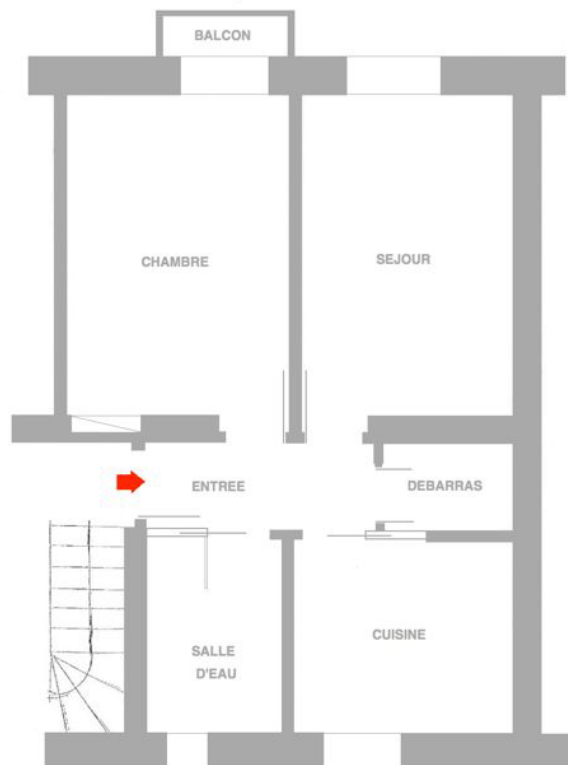 BALCON
CHAMBRE
SEJOUR
ENTREE
DEBARRAS
SALLE
D'EAU
CUISINE